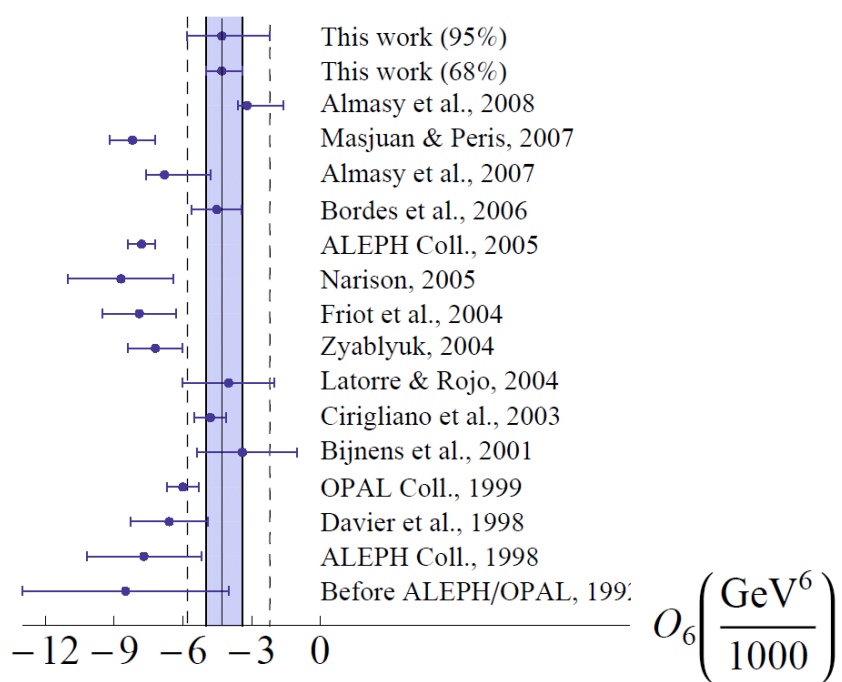 This work (95%)
This work (68%)
Almasy et al., 2008
Masjuan & Peris, 2007
Almasy et al., 2007
Bordes et al., 2006
ALEPH Coll., 2005
Narison, 2005
Friot et al., 2004
Zyablyuk, 2004
Latorre & Rojo, 2004
Cirigliano et al., 2003
Bijnens et al., 2001
OPAL Coll., 1999
Davier et al., 1998
ALEPH Coll., 1998
Before ALEPH/OPAL, 1992
−12 −9 −6 −3 0
O₆(GeV⁶/1000)